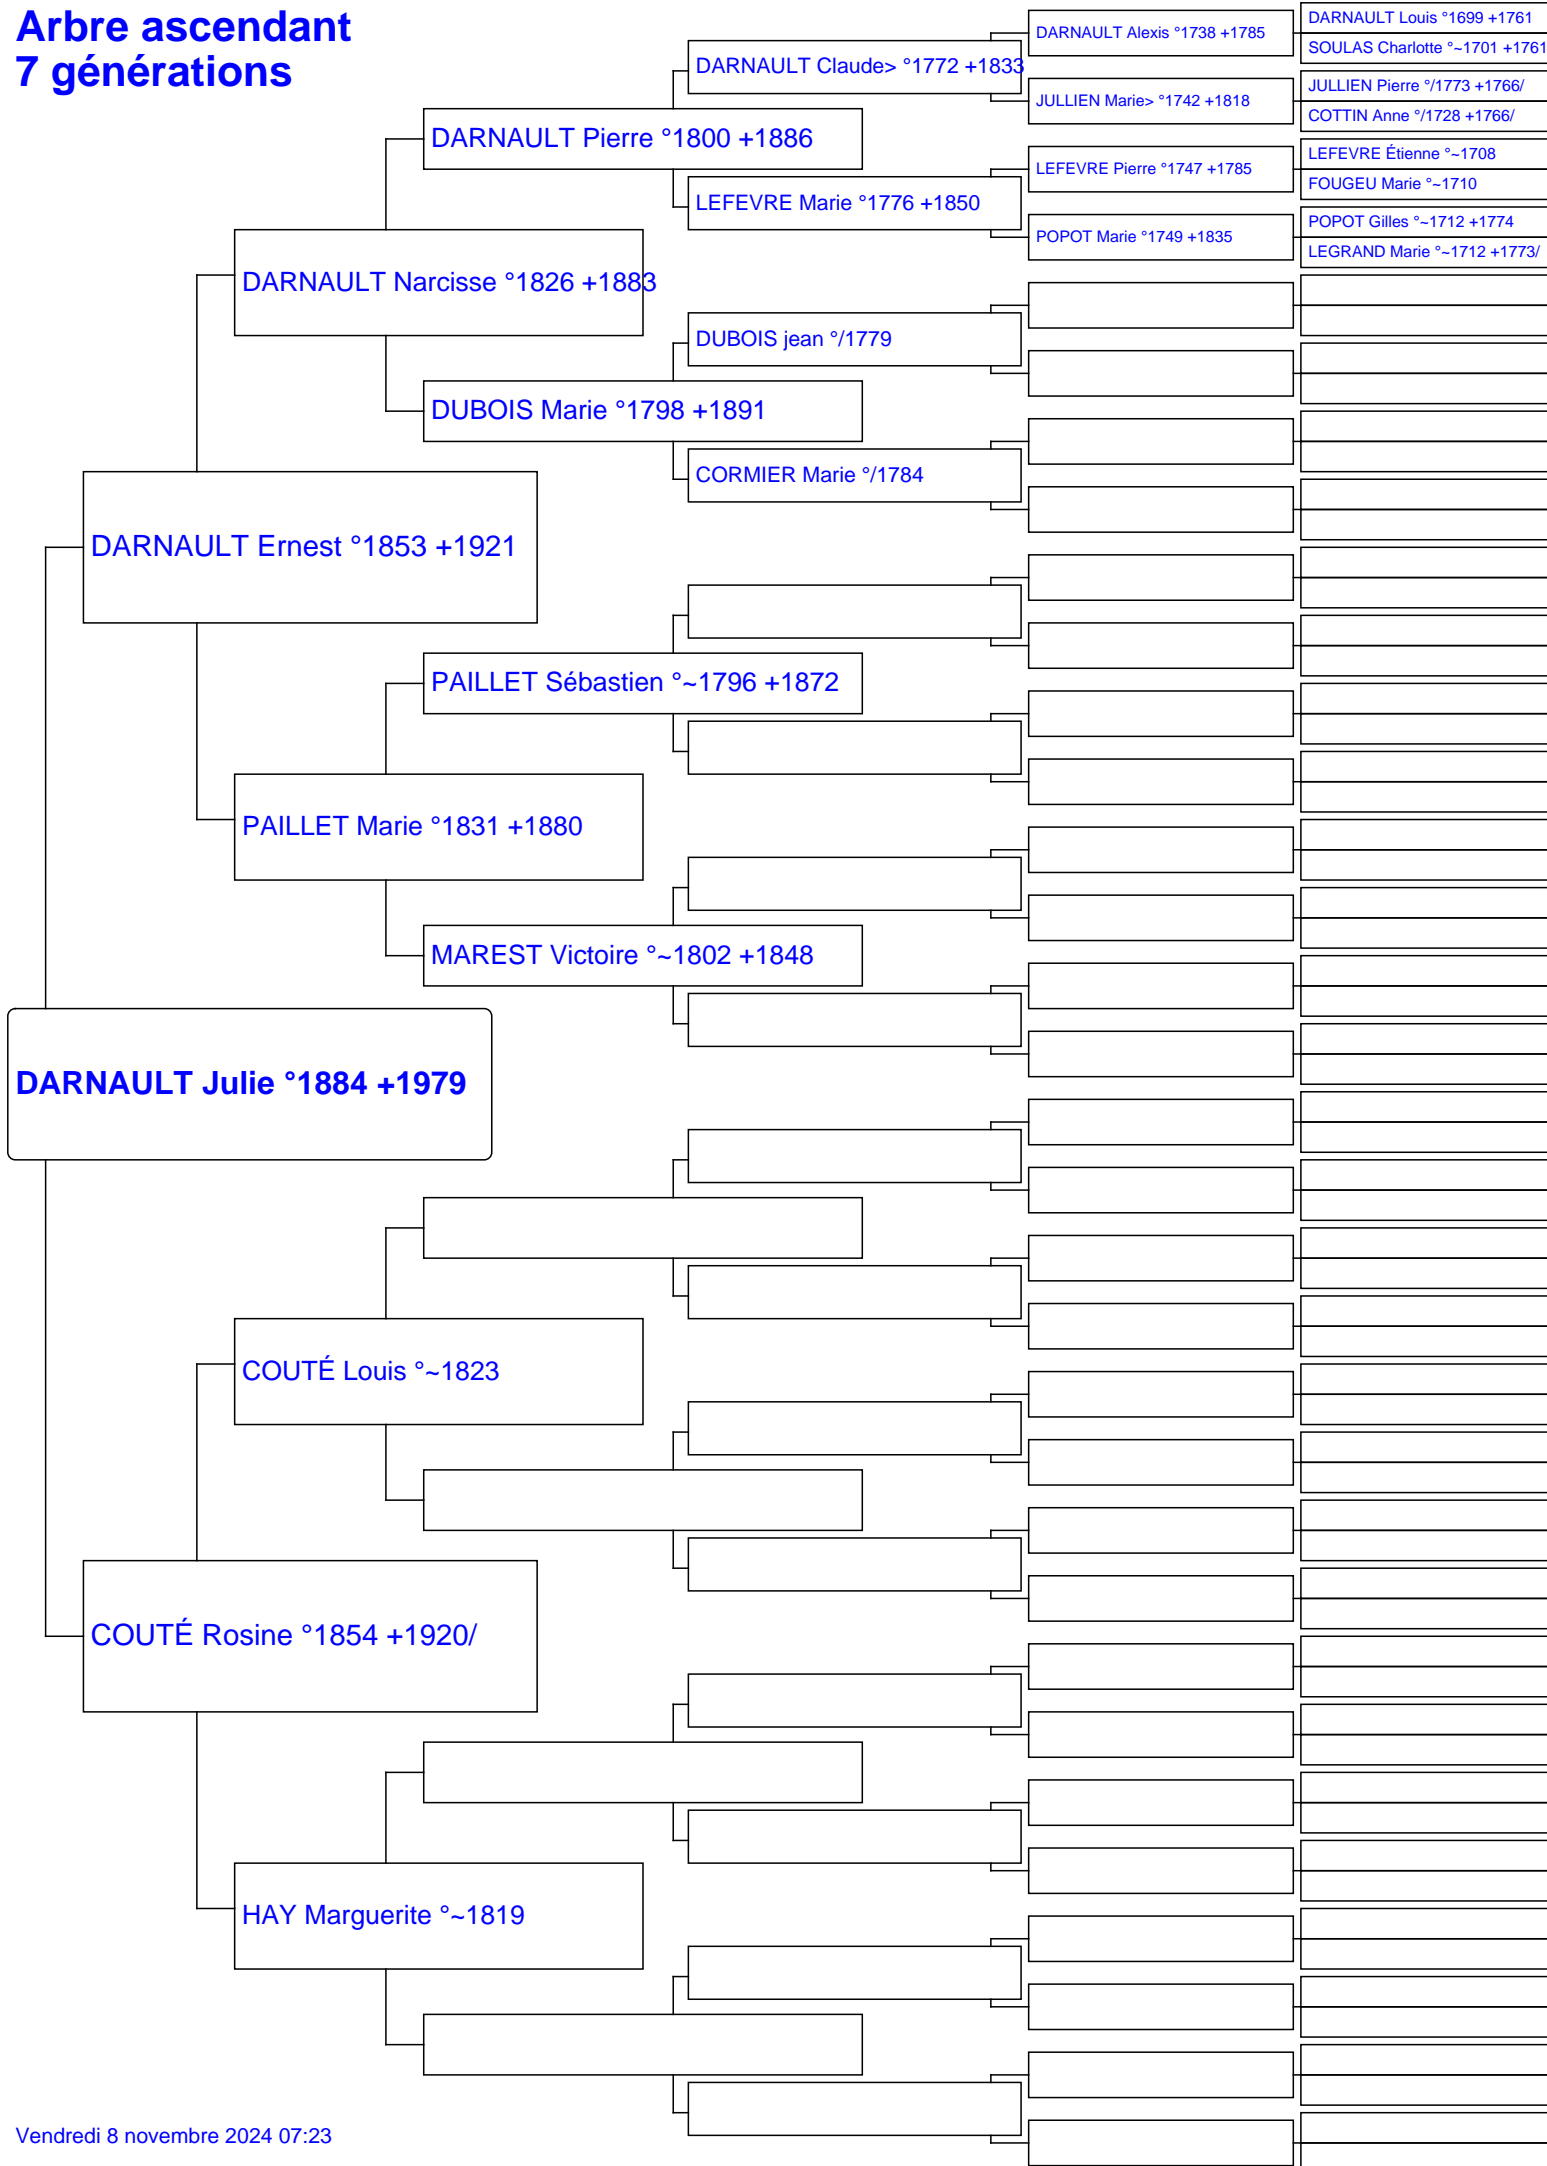 Arbre ascendant
7 générations
DARNAULT Louis °1699 +1761
DARNAULT Alexis °1738 +1785
SOULAS Charlotte °~1701 +1761
DARNAULT Claude> °1772 +1833
JULLIEN Pierre °/1773 +1766/
JULLIEN Marie> °1742 +1818
COTTIN Anne °/1728 +1766/
DARNAULT Pierre °1800 +1886
LEFEVRE Étienne °~1708
LEFEVRE Pierre °1747 +1785
FOUGEU Marie °~1710
LEFEVRE Marie °1776 +1850
POPOT Gilles °~1712 +1774
POPOT Marie °1749 +1835
LEGRAND Marie °~1712 +1773/
DARNAULT Narcisse °1826 +1883
DUBOIS jean °/1779
DUBOIS Marie °1798 +1891
CORMIER Marie °/1784
DARNAULT Ernest °1853 +1921
PAILLET Sébastien °~1796 +1872
PAILLET Marie °1831 +1880
MAREST Victoire °~1802 +1848
DARNAULT Julie °1884 +1979
COUTÉ Louis °~1823
COUTÉ Rosine °1854 +1920/
HAY Marguerite °~1819
Vendredi 8 novembre 2024 07:23